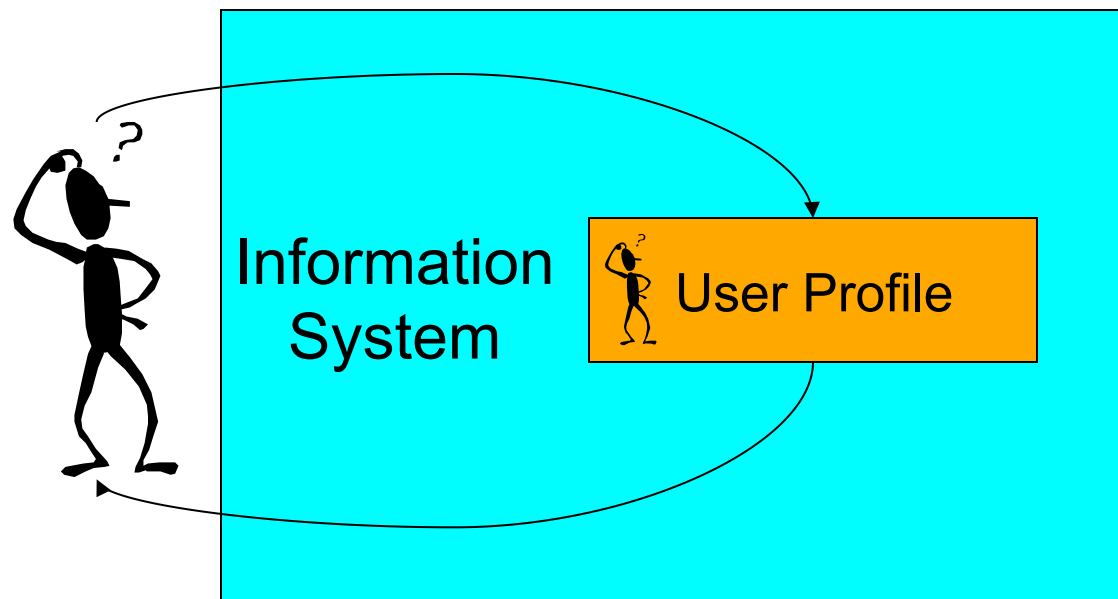 ?
Information
System
?
User Profile